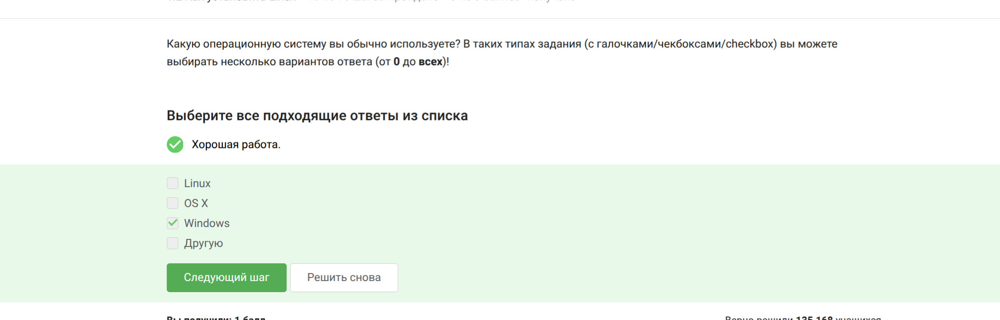 Какую операционную систему вы обычно используете? В таких типах задания (с галочками/чекбоксами/checkbox) вы можете
выбирать несколько вариантов ответа (от 0 до всех)!
Выберите все подходящие ответы из списка
Хорошая работа.
Linux
OS X
Windows
Другую
Следующий шаг
Решить снова
Вы получили: 1 балл
Верно решили 135 168 учащихся